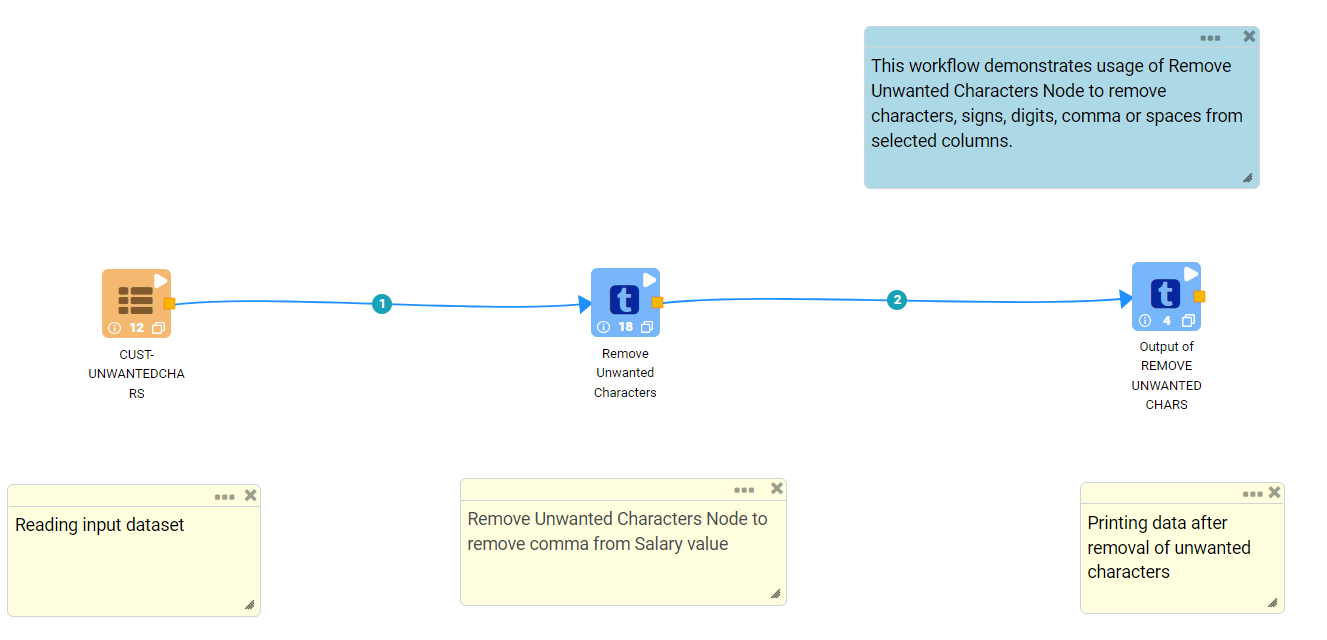 This workflow demonstrates usage of Remove
Unwanted Characters Node to remove
characters, signs, digits, comma or spaces from
selected columns.
1
2
12
CUST-
UNWANTEDCHA
RS
t
18
Remove
Unwanted
Characters
t
4
Output of
REMOVE
UNWANTED
CHARS
Reading input dataset
Remove Unwanted Characters Node to
remove comma from Salary value
Printing data after
removal of unwanted
characters